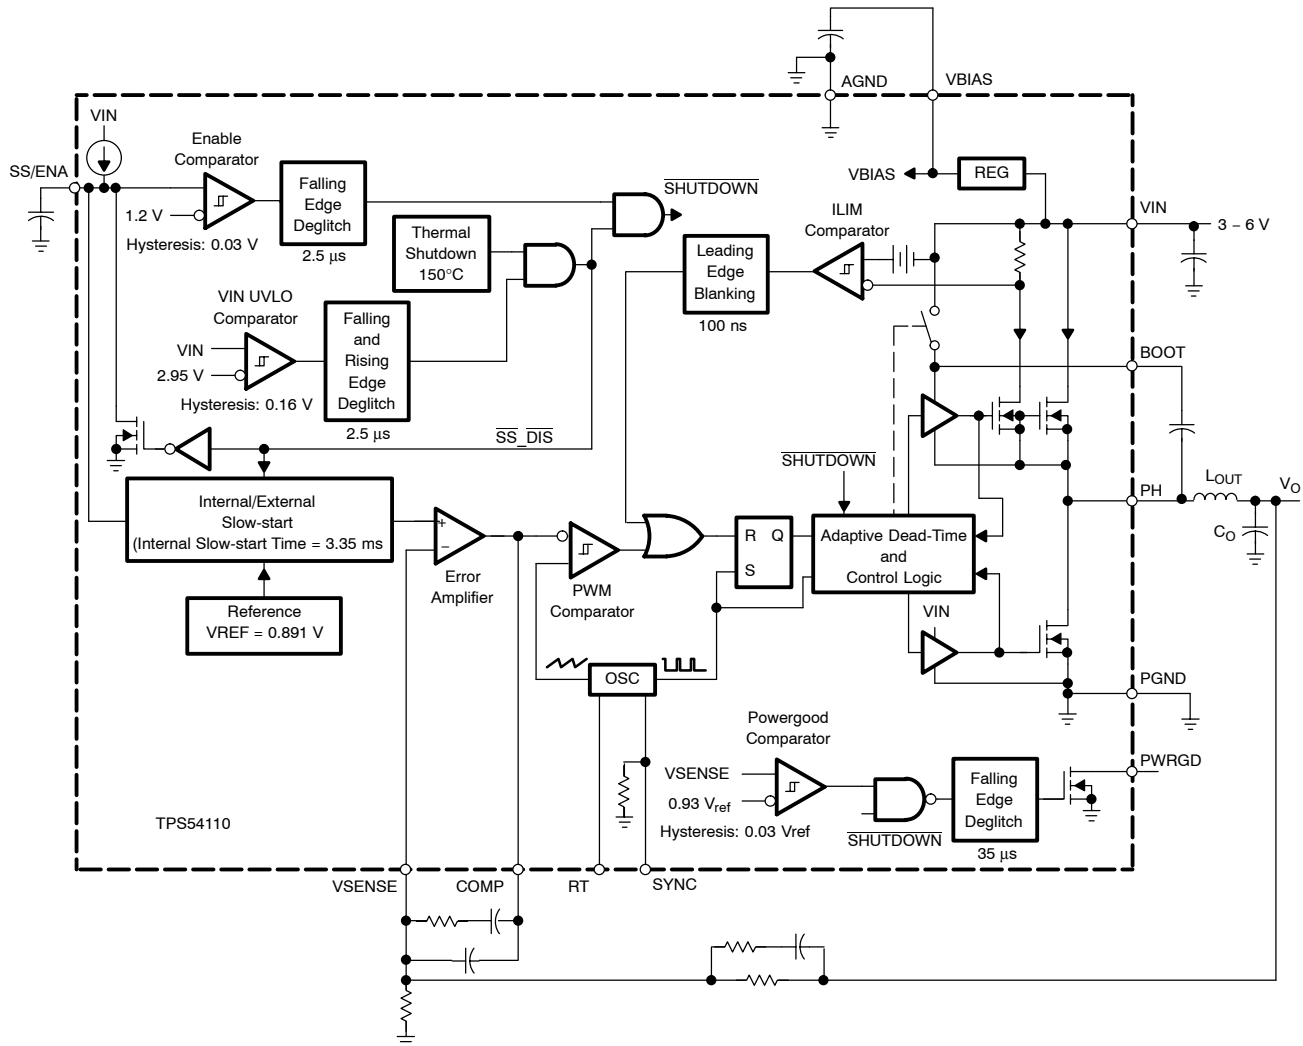 AGND
VBIAS
VIN
SS/ENA
Enable
Comparator
1.2 V
Hysteresis: 0.03 V
Falling
Edge
Deglitch
2.5 μs
SHUTDOWN
Thermal
Shutdown
150°C
VIN UVLO
Comparator
VIN
2.95 V
Hysteresis: 0.16 V
Falling
and
Rising
Edge
Deglitch
2.5 μs
SS_DIS
VBIAS
REG
ILIM
Comparator
Leading
Edge
Blanking
100 ns
VIN
3 − 6 V
BOOT
PH
LOUT
VO
CO
Internal/External
Slow-start
(Internal Slow-start Time = 3.35 ms
Reference
VREF = 0.891 V
+
−
Error
Amplifier
PWM
Comparator
R Q
S
SHUTDOWN
Adaptive Dead-Time
and
Control Logic
VIN
OSC
PGND
Powergood
Comparator
VSENSE
0.93 Vref
Hysteresis: 0.03 Vref
SHUTDOWN
Falling
Edge
Deglitch
35 μs
PWRGD
TPS54110
VSENSE
COMP
RT
SYNC